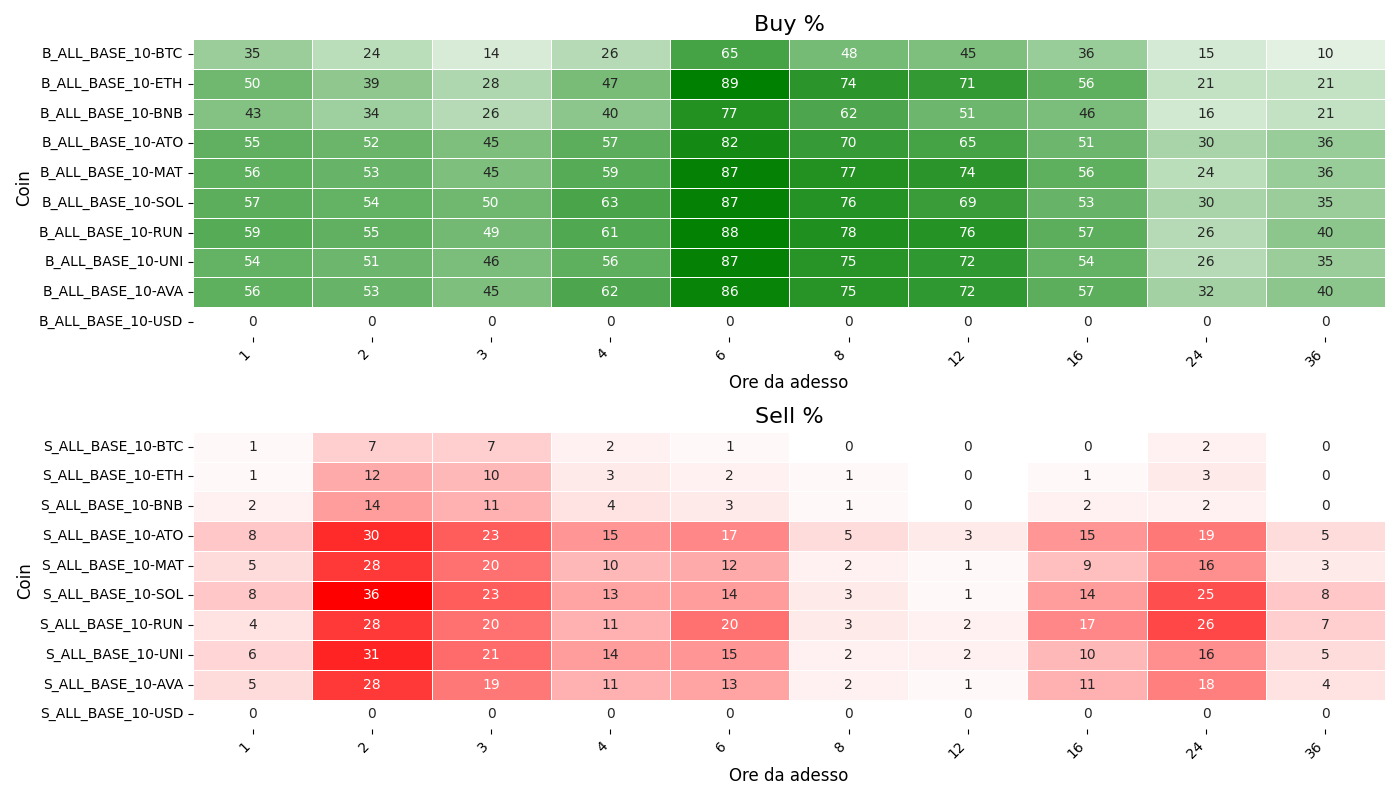 Buy %
Coin
B_ALL_BASE_10-BTC 35 24 14 26 65 48 45 36 15 10
B_ALL_BASE_10-ETH 50 39 28 47 89 74 71 56 21 21
B_ALL_BASE_10-BNB 43 34 26 40 77 62 51 46 16 21
B_ALL_BASE_10-ATO 55 52 45 57 82 70 65 51 30 36
B_ALL_BASE_10-MAT 56 53 45 59 87 77 74 56 24 36
B_ALL_BASE_10-SOL 57 54 50 63 87 76 69 53 30 35
B_ALL_BASE_10-RUN 59 55 49 61 88 78 76 57 26 40
B_ALL_BASE_10-UNI 54 51 46 56 87 75 72 54 26 35
B_ALL_BASE_10-AVA 56 53 45 62 86 75 72 57 32 40
B_ALL_BASE_10-USD 0 0 0 0 0 0 0 0 0 0
1 2 3 4 6 8 12 16 24 36
Ore da adesso
Sell %
Coin
S_ALL_BASE_10-BTC 1 7 7 2 1 0 0 0 2 0
S_ALL_BASE_10-ETH 1 12 10 3 2 1 0 1 3 0
S_ALL_BASE_10-BNB 2 14 11 4 3 1 0 2 2 0
S_ALL_BASE_10-ATO 8 30 23 15 17 5 3 15 19 5
S_ALL_BASE_10-MAT 5 28 20 10 12 2 1 9 16 3
S_ALL_BASE_10-SOL 8 36 23 13 14 3 1 14 25 8
S_ALL_BASE_10-RUN 4 28 20 11 20 3 2 17 26 7
S_ALL_BASE_10-UNI 6 31 21 14 15 2 2 10 16 5
S_ALL_BASE_10-AVA 5 28 19 11 13 2 1 11 18 4
S_ALL_BASE_10-USD 0 0 0 0 0 0 0 0 0 0
1 2 3 4 6 8 12 16 24 36
Ore da adesso